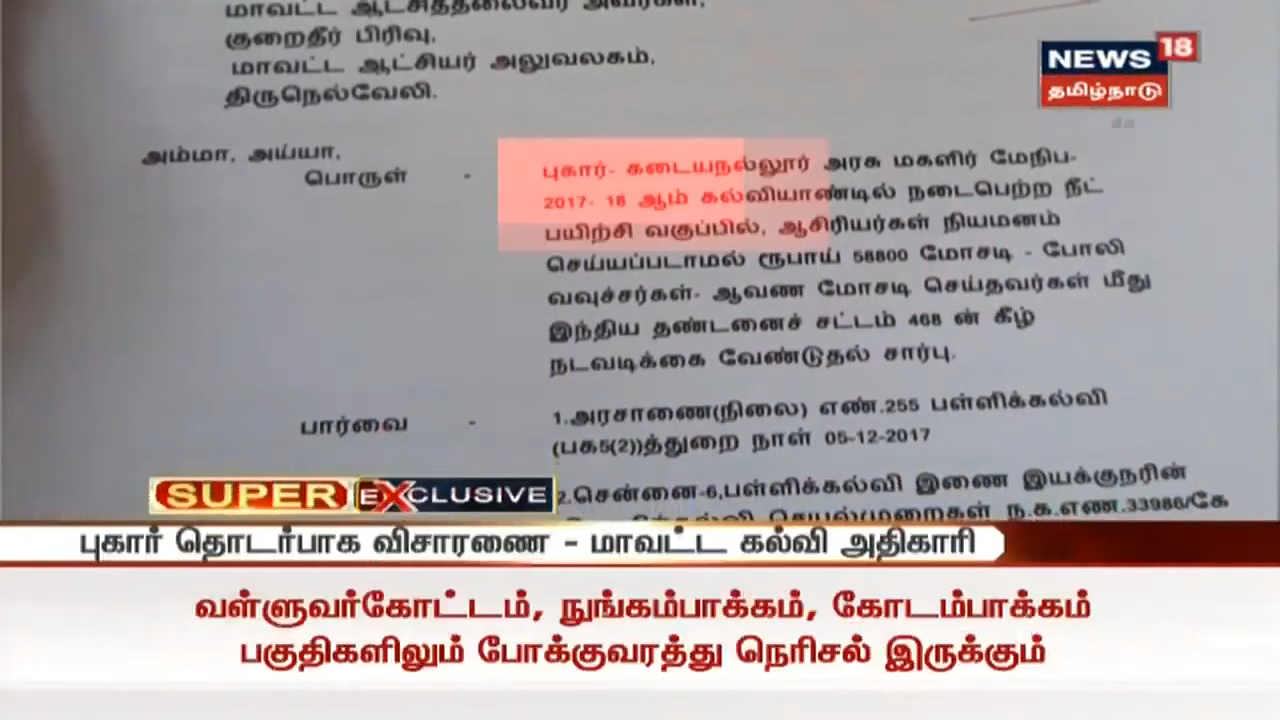 மாவட்ட ஆட்சித்தலைவர் அவர்கள்,
குறைதீர் பிரிவு,
மாவட்ட ஆட்சியர் அலுவலகம்,
திருநெல்வேலி.
NEWS 18
தமிழ்நாடு
அம்மா, அய்யா,
பொருள் - புகார்- கடையநல்லூர் அரசு மகளிர் மேநிப-
2017- 18 ஆம் கல்வியாண்டில் நடைபெற்ற நீட்
பயிற்சி வகுப்பில், ஆசிரியர்கள் நியமனம்
செய்யப்படாமல் ரூபாய் 58800 மோசடி - போலி
வவுச்சர்கள்- ஆவண மோசடி செய்தவர்கள் மீது
இந்திய தண்டனைச் சட்டம் 468 ன் கீழ்
நடவடிக்கை வேண்டுதல் சார்பு.
பார்வை - 1.அரசாணை(நிலை) எண்.255 பள்ளிக்கல்வி
(பக5(2))த்துறை நாள் 05-12-2017
2.சென்னை-6,பள்ளிக்கல்வி இணை இயக்குநரின்
செயல்முறைகள் ந.க.எண்.33986/கே
SUPER EXCLUSIVE
புகார் தொடர்பாக விசாரணை – மாவட்ட கல்வி அதிகாரி
வள்ளுவர்கோட்டம், நுங்கம்பாக்கம், கோடம்பாக்கம்
பகுதிகளிலும் போக்குவரத்து நெரிசல் இருக்கும்